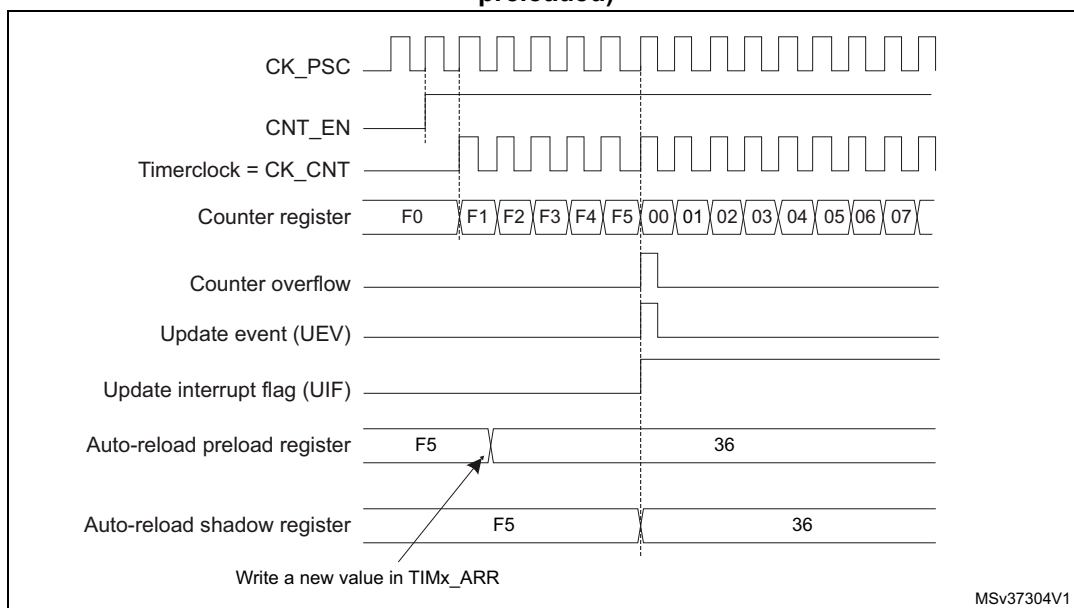 preloaded)
CK_PSC
CNT_EN
Timerclock = CK_CNT
Counter register F0 F1 F2 F3 F4 F5 00 01 02 03 04 05 06 07
Counter overflow
Update event (UEV)
Update interrupt flag (UIF)
Auto-reload preload register F5 36
Auto-reload shadow register F5 36
Write a new value in TIMx_ARR
MSv37304V1